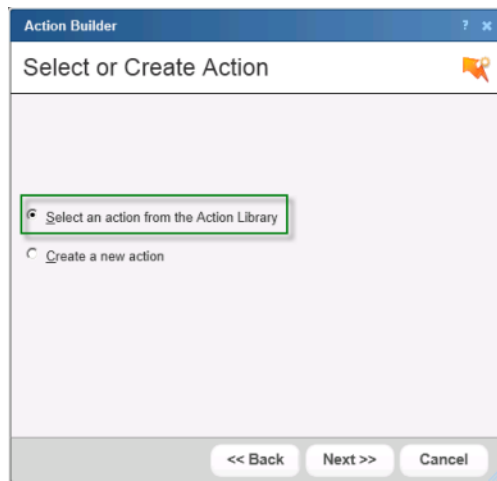 Action Builder ? ×
Select or Create Action
Select an action from the Action Library
Create a new action
<< Back Next >> Cancel